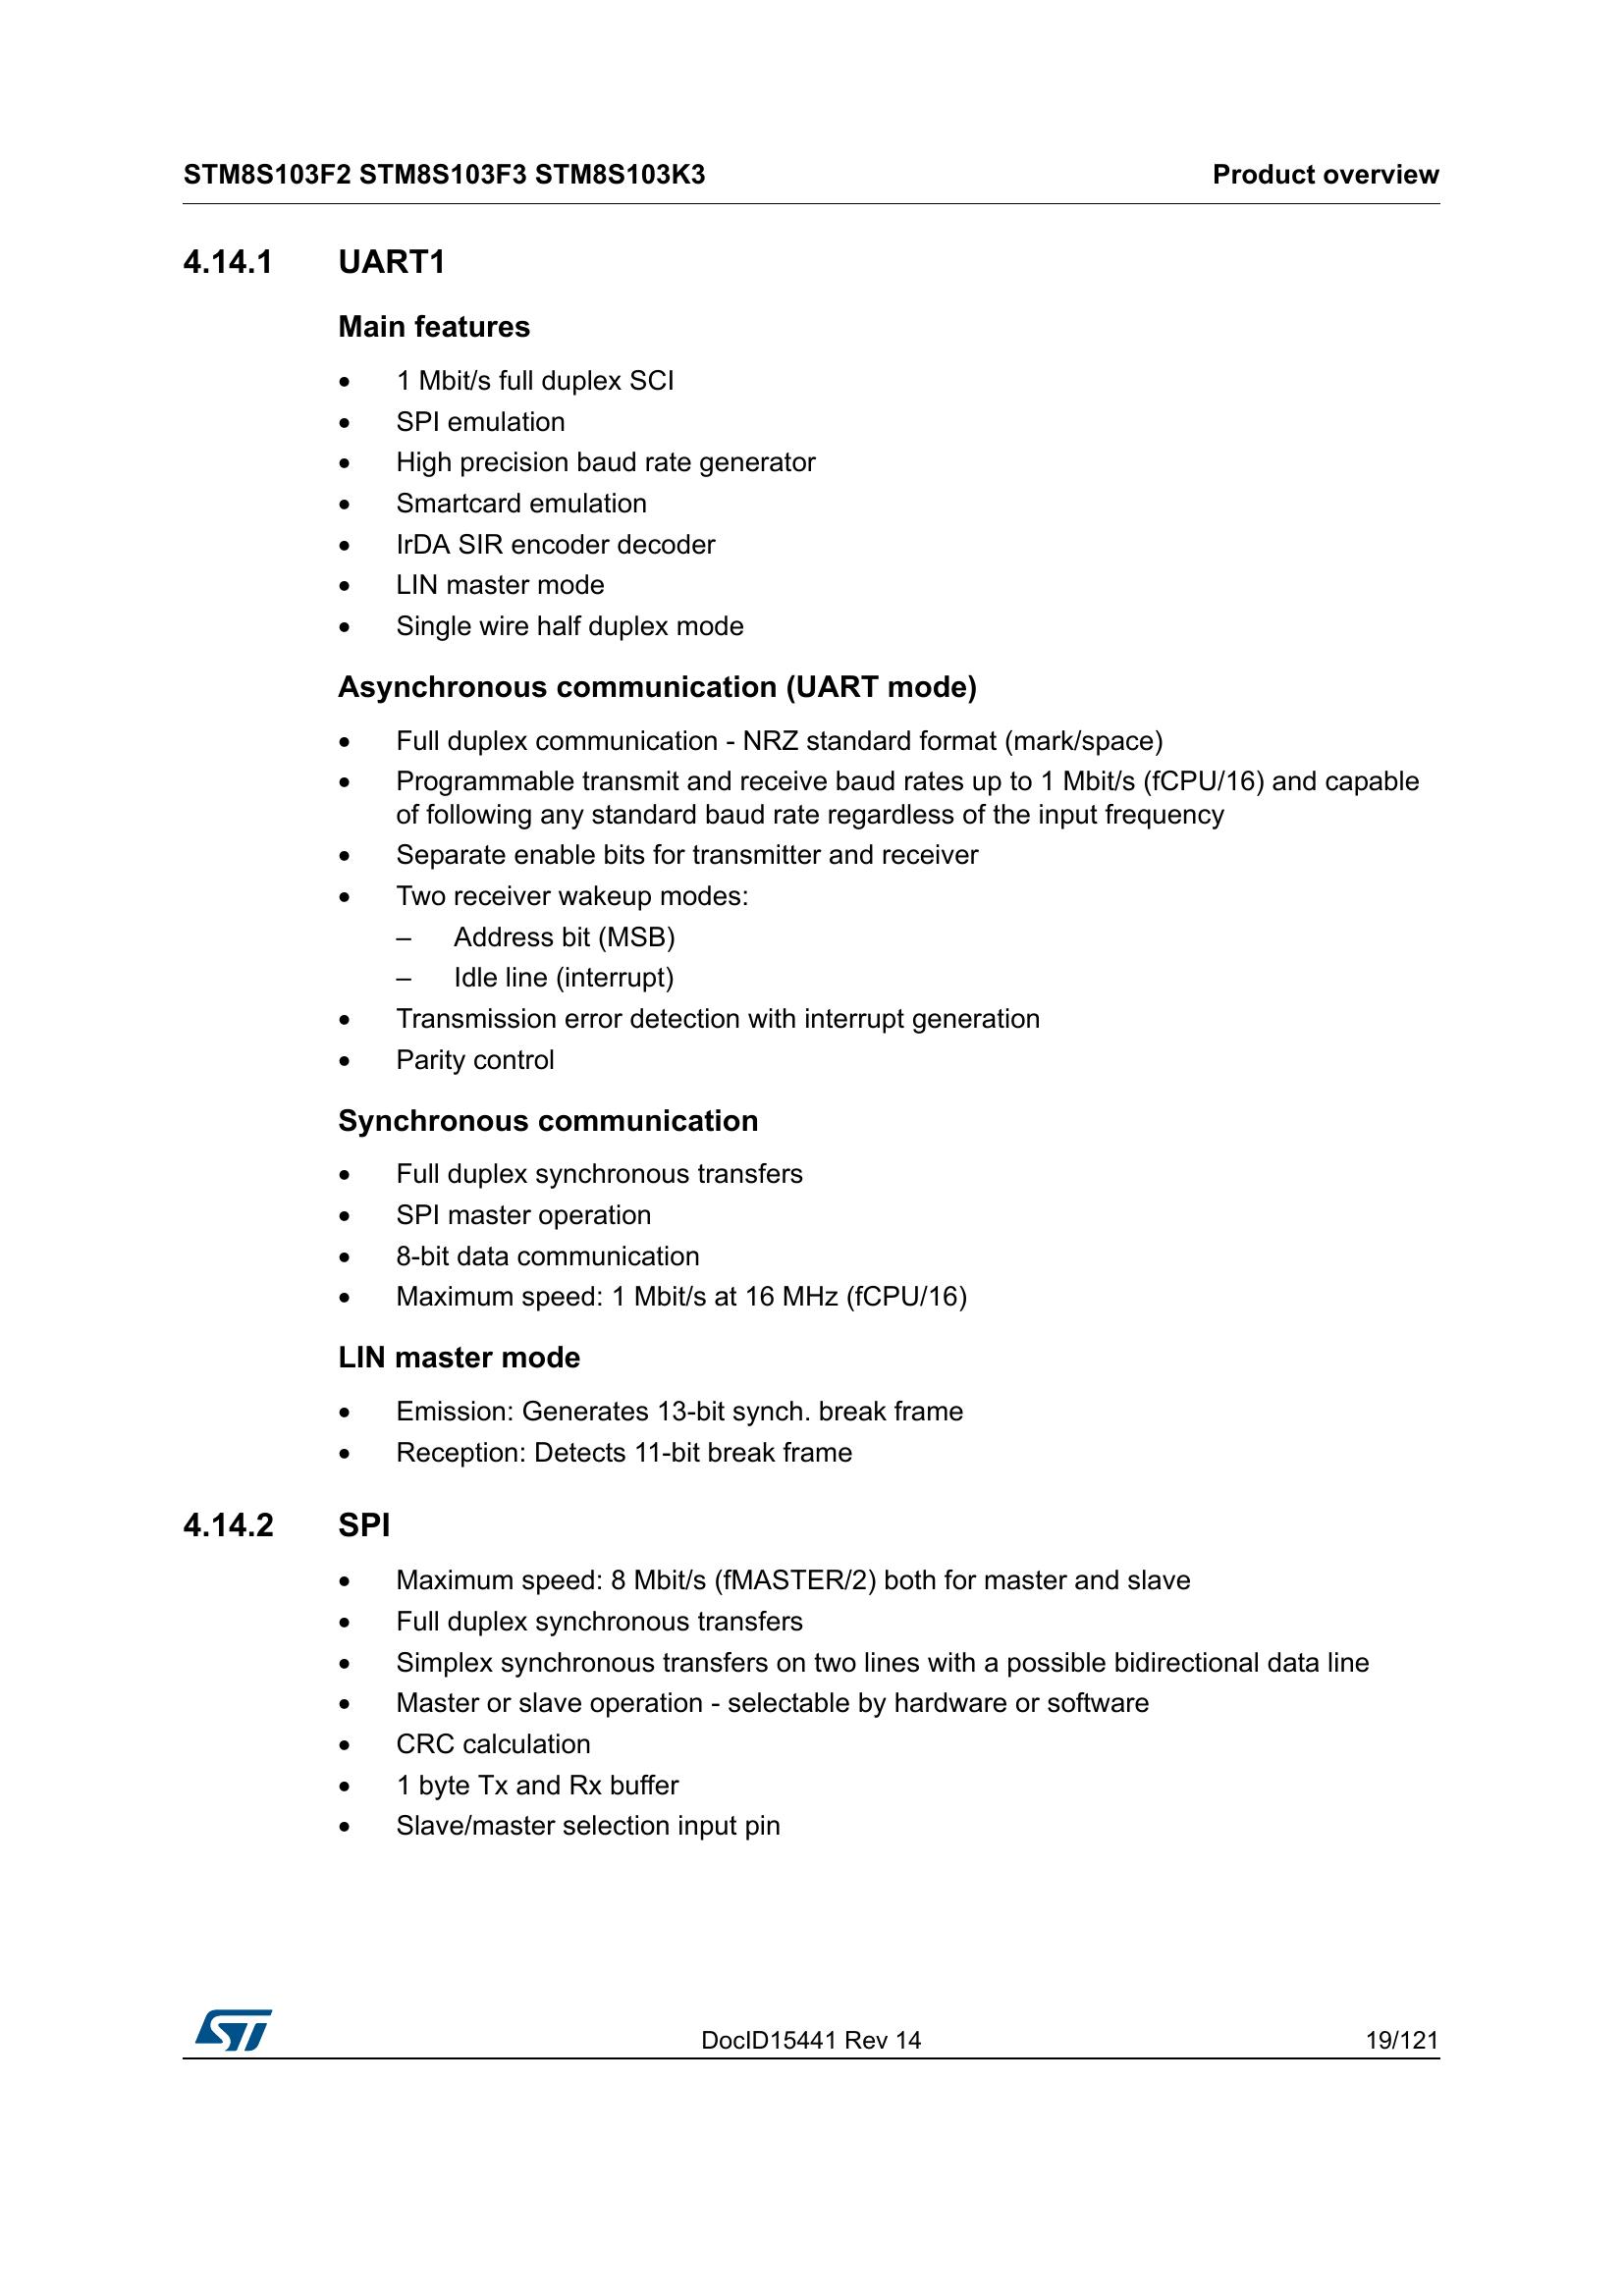 STM8S103F2 STM8S103F3 STM8S103K3 Product overview
4.14.1 UART1
Main features
• 1 Mbit/s full duplex SCI
• SPI emulation
• High precision baud rate generator
• Smartcard emulation
• IrDA SIR encoder decoder
• LIN master mode
• Single wire half duplex mode
Asynchronous communication (UART mode)
• Full duplex communication - NRZ standard format (mark/space)
• Programmable transmit and receive baud rates up to 1 Mbit/s (fCPU/16) and capable
of following any standard baud rate regardless of the input frequency
• Separate enable bits for transmitter and receiver
• Two receiver wakeup modes:
– Address bit (MSB)
– Idle line (interrupt)
• Transmission error detection with interrupt generation
• Parity control
Synchronous communication
• Full duplex synchronous transfers
• SPI master operation
• 8-bit data communication
• Maximum speed: 1 Mbit/s at 16 MHz (fCPU/16)
LIN master mode
• Emission: Generates 13-bit synch. break frame
• Reception: Detects 11-bit break frame
4.14.2 SPI
• Maximum speed: 8 Mbit/s (fMASTER/2) both for master and slave
• Full duplex synchronous transfers
• Simplex synchronous transfers on two lines with a possible bidirectional data line
• Master or slave operation - selectable by hardware or software
• CRC calculation
• 1 byte Tx and Rx buffer
• Slave/master selection input pin
ST DocID15441 Rev 14 19/121